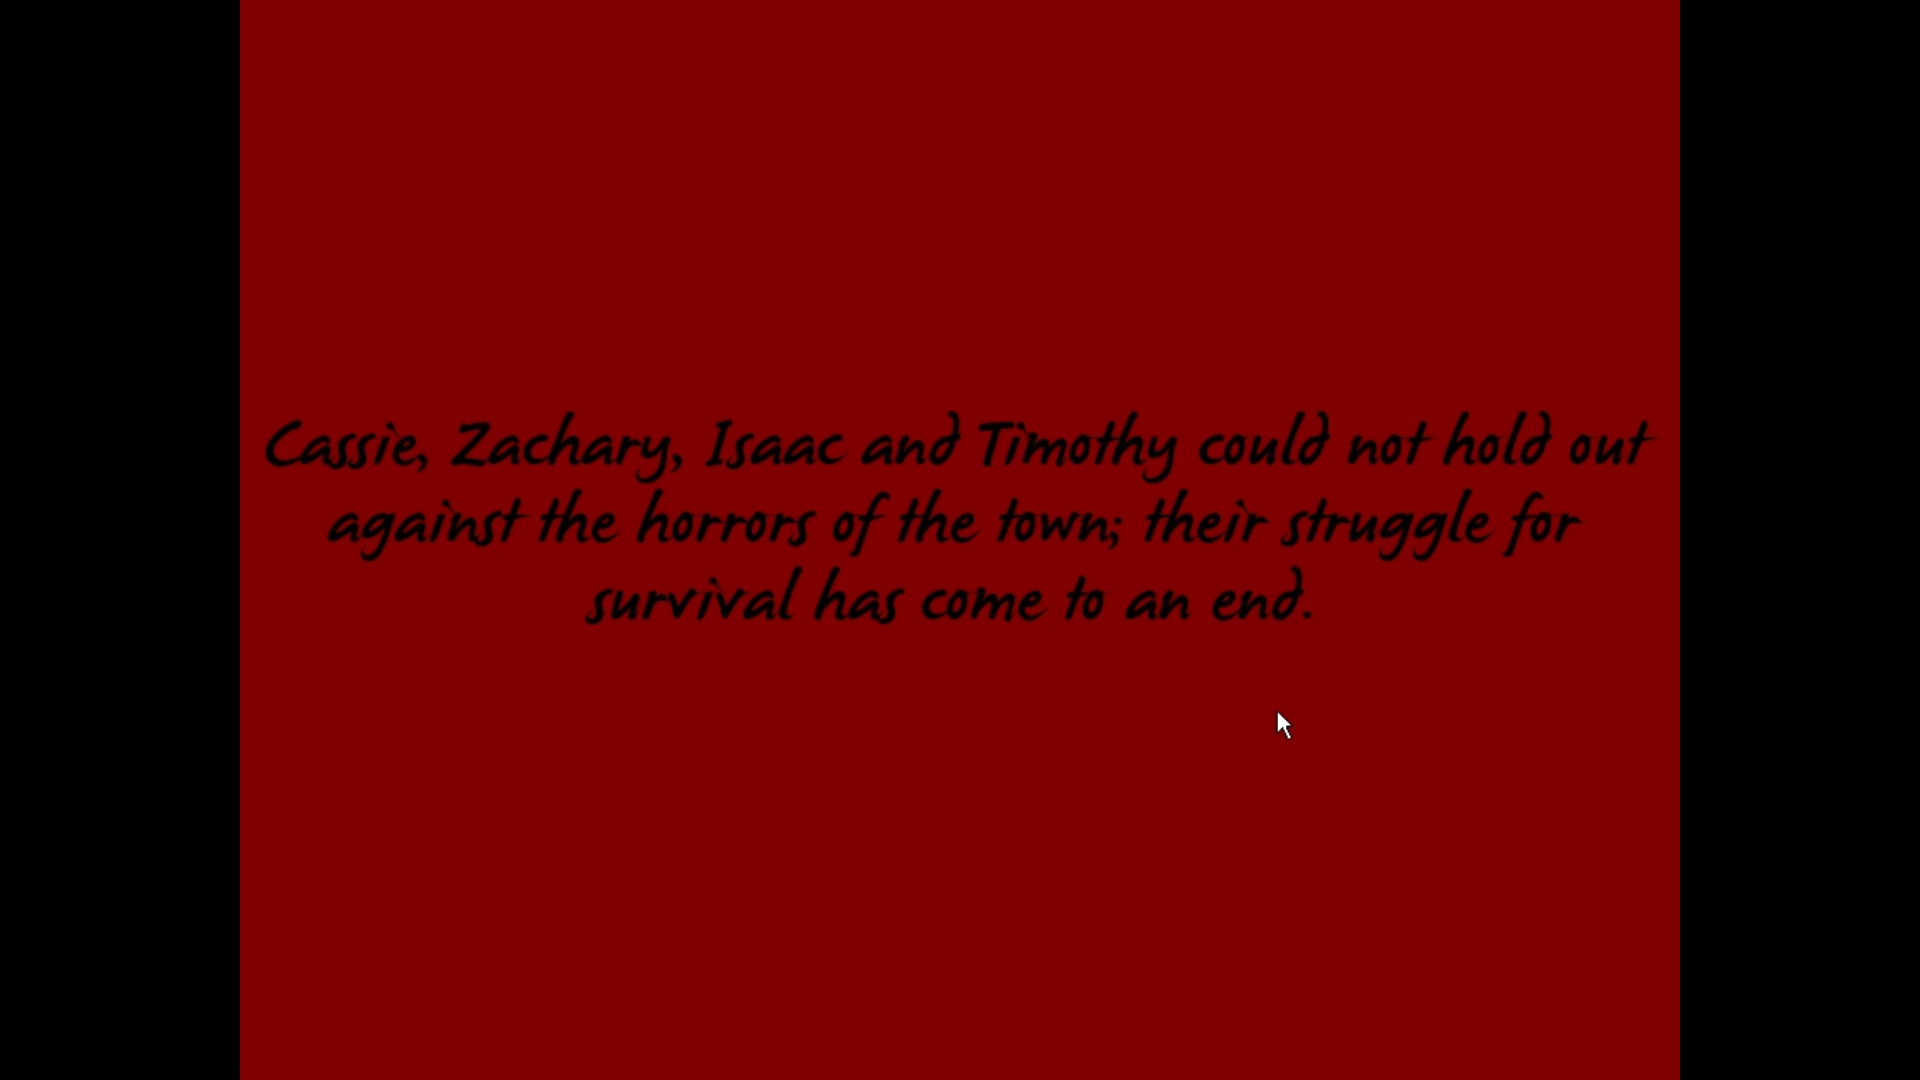 Cassie, Zachary, Isaac and Timothy could not hold out
against the horrors of the town; their struggle for
survival has come to an end.